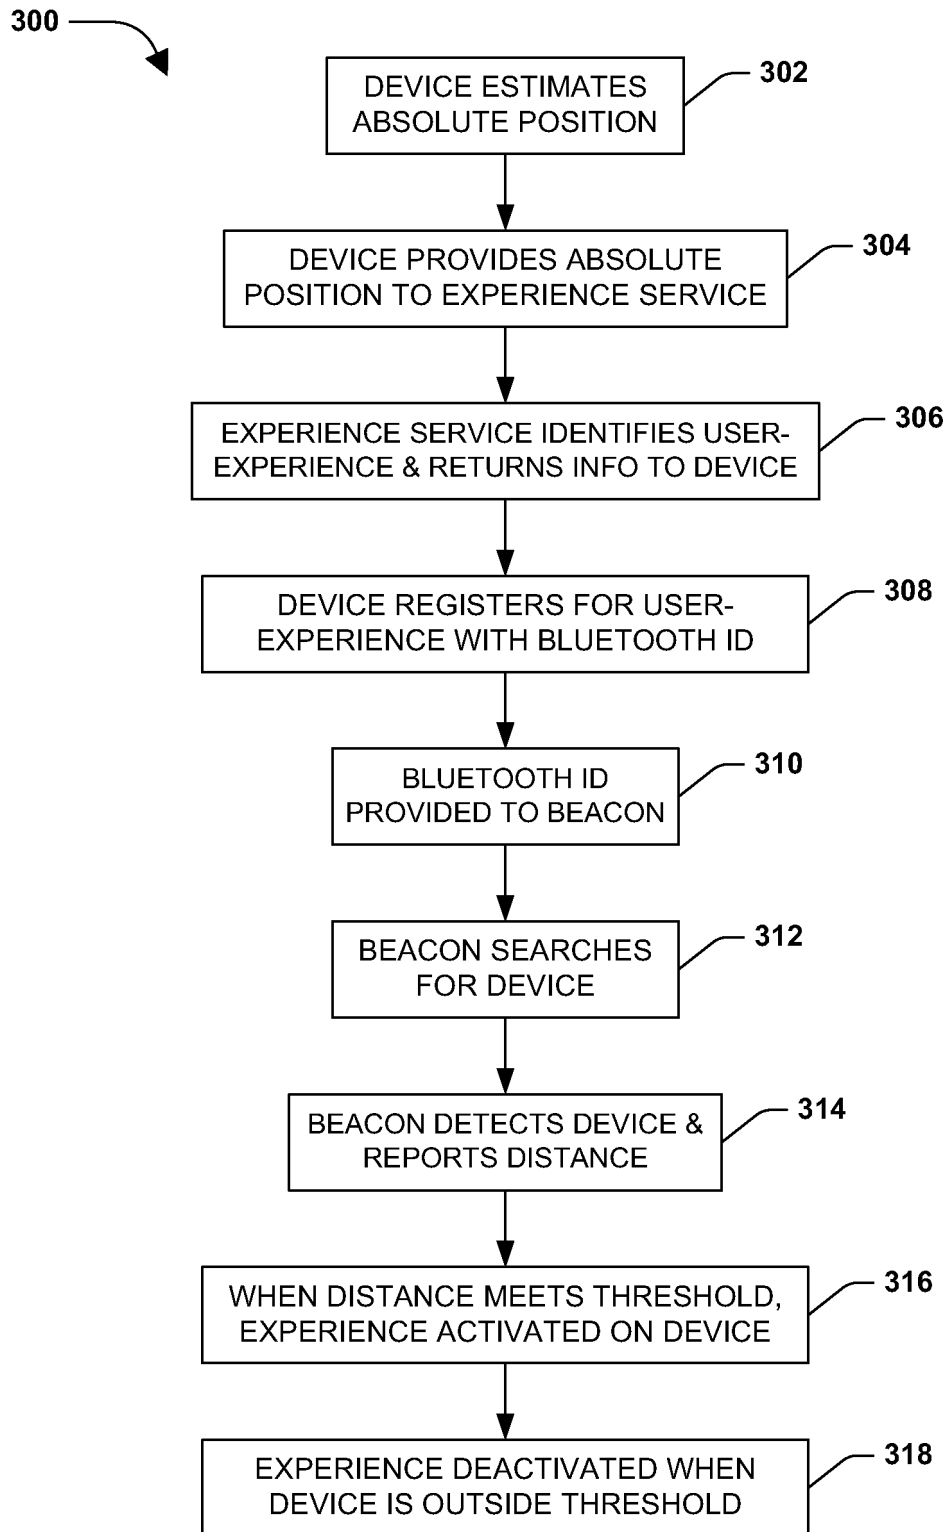 300
DEVICE ESTIMATES
ABSOLUTE POSITION
302
DEVICE PROVIDES ABSOLUTE
POSITION TO EXPERIENCE SERVICE
304
EXPERIENCE SERVICE IDENTIFIES USER-
EXPERIENCE & RETURNS INFO TO DEVICE
306
DEVICE REGISTERS FOR USER-
EXPERIENCE WITH BLUETOOTH ID
308
BLUETOOTH ID
PROVIDED TO BEACON
310
BEACON SEARCHES
FOR DEVICE
312
BEACON DETECTS DEVICE &
REPORTS DISTANCE
314
WHEN DISTANCE MEETS THRESHOLD,
EXPERIENCE ACTIVATED ON DEVICE
316
EXPERIENCE DEACTIVATED WHEN
DEVICE IS OUTSIDE THRESHOLD
318